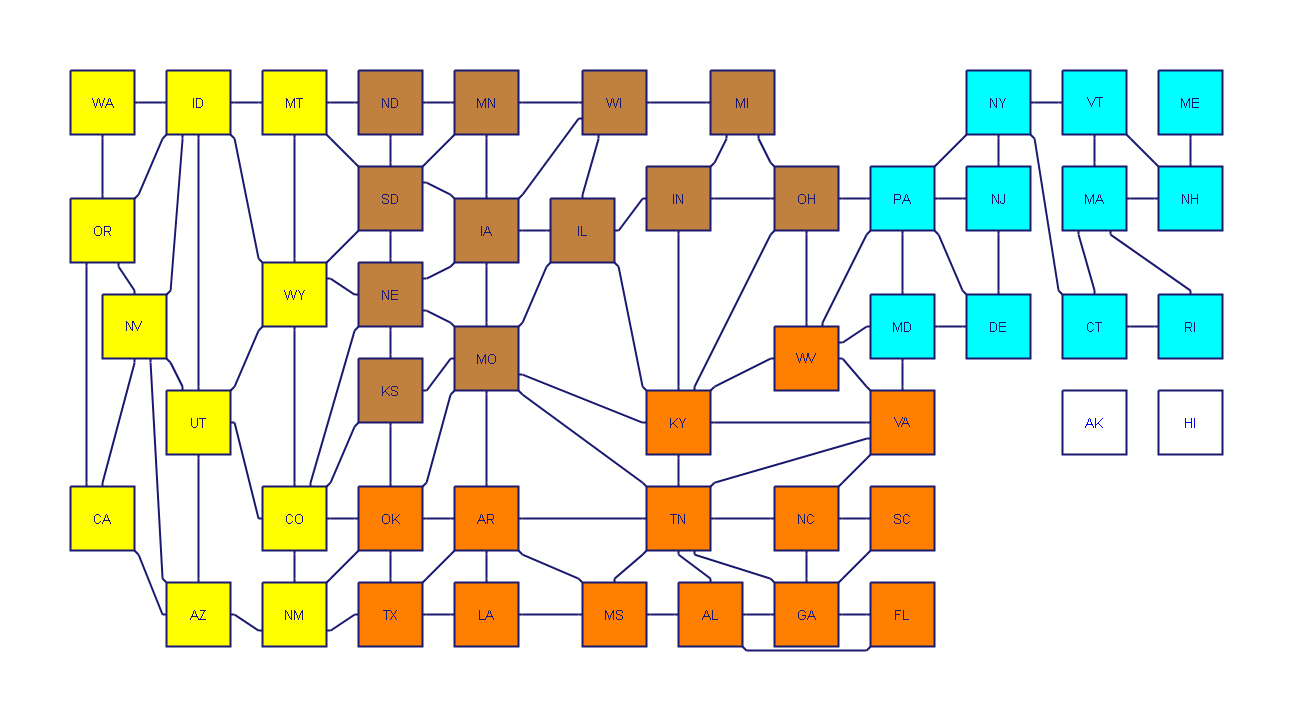 WA ID MT ND MN WI MI NY VT ME
SD IN OH PA NJ MA NH
OR IA IL
WY NE
NV WV MD DE CT RI
MO
KS
UT KY VA AK HI
CA CO OK AR TN NC SC
AZ NM TX LA MS AL GA FL